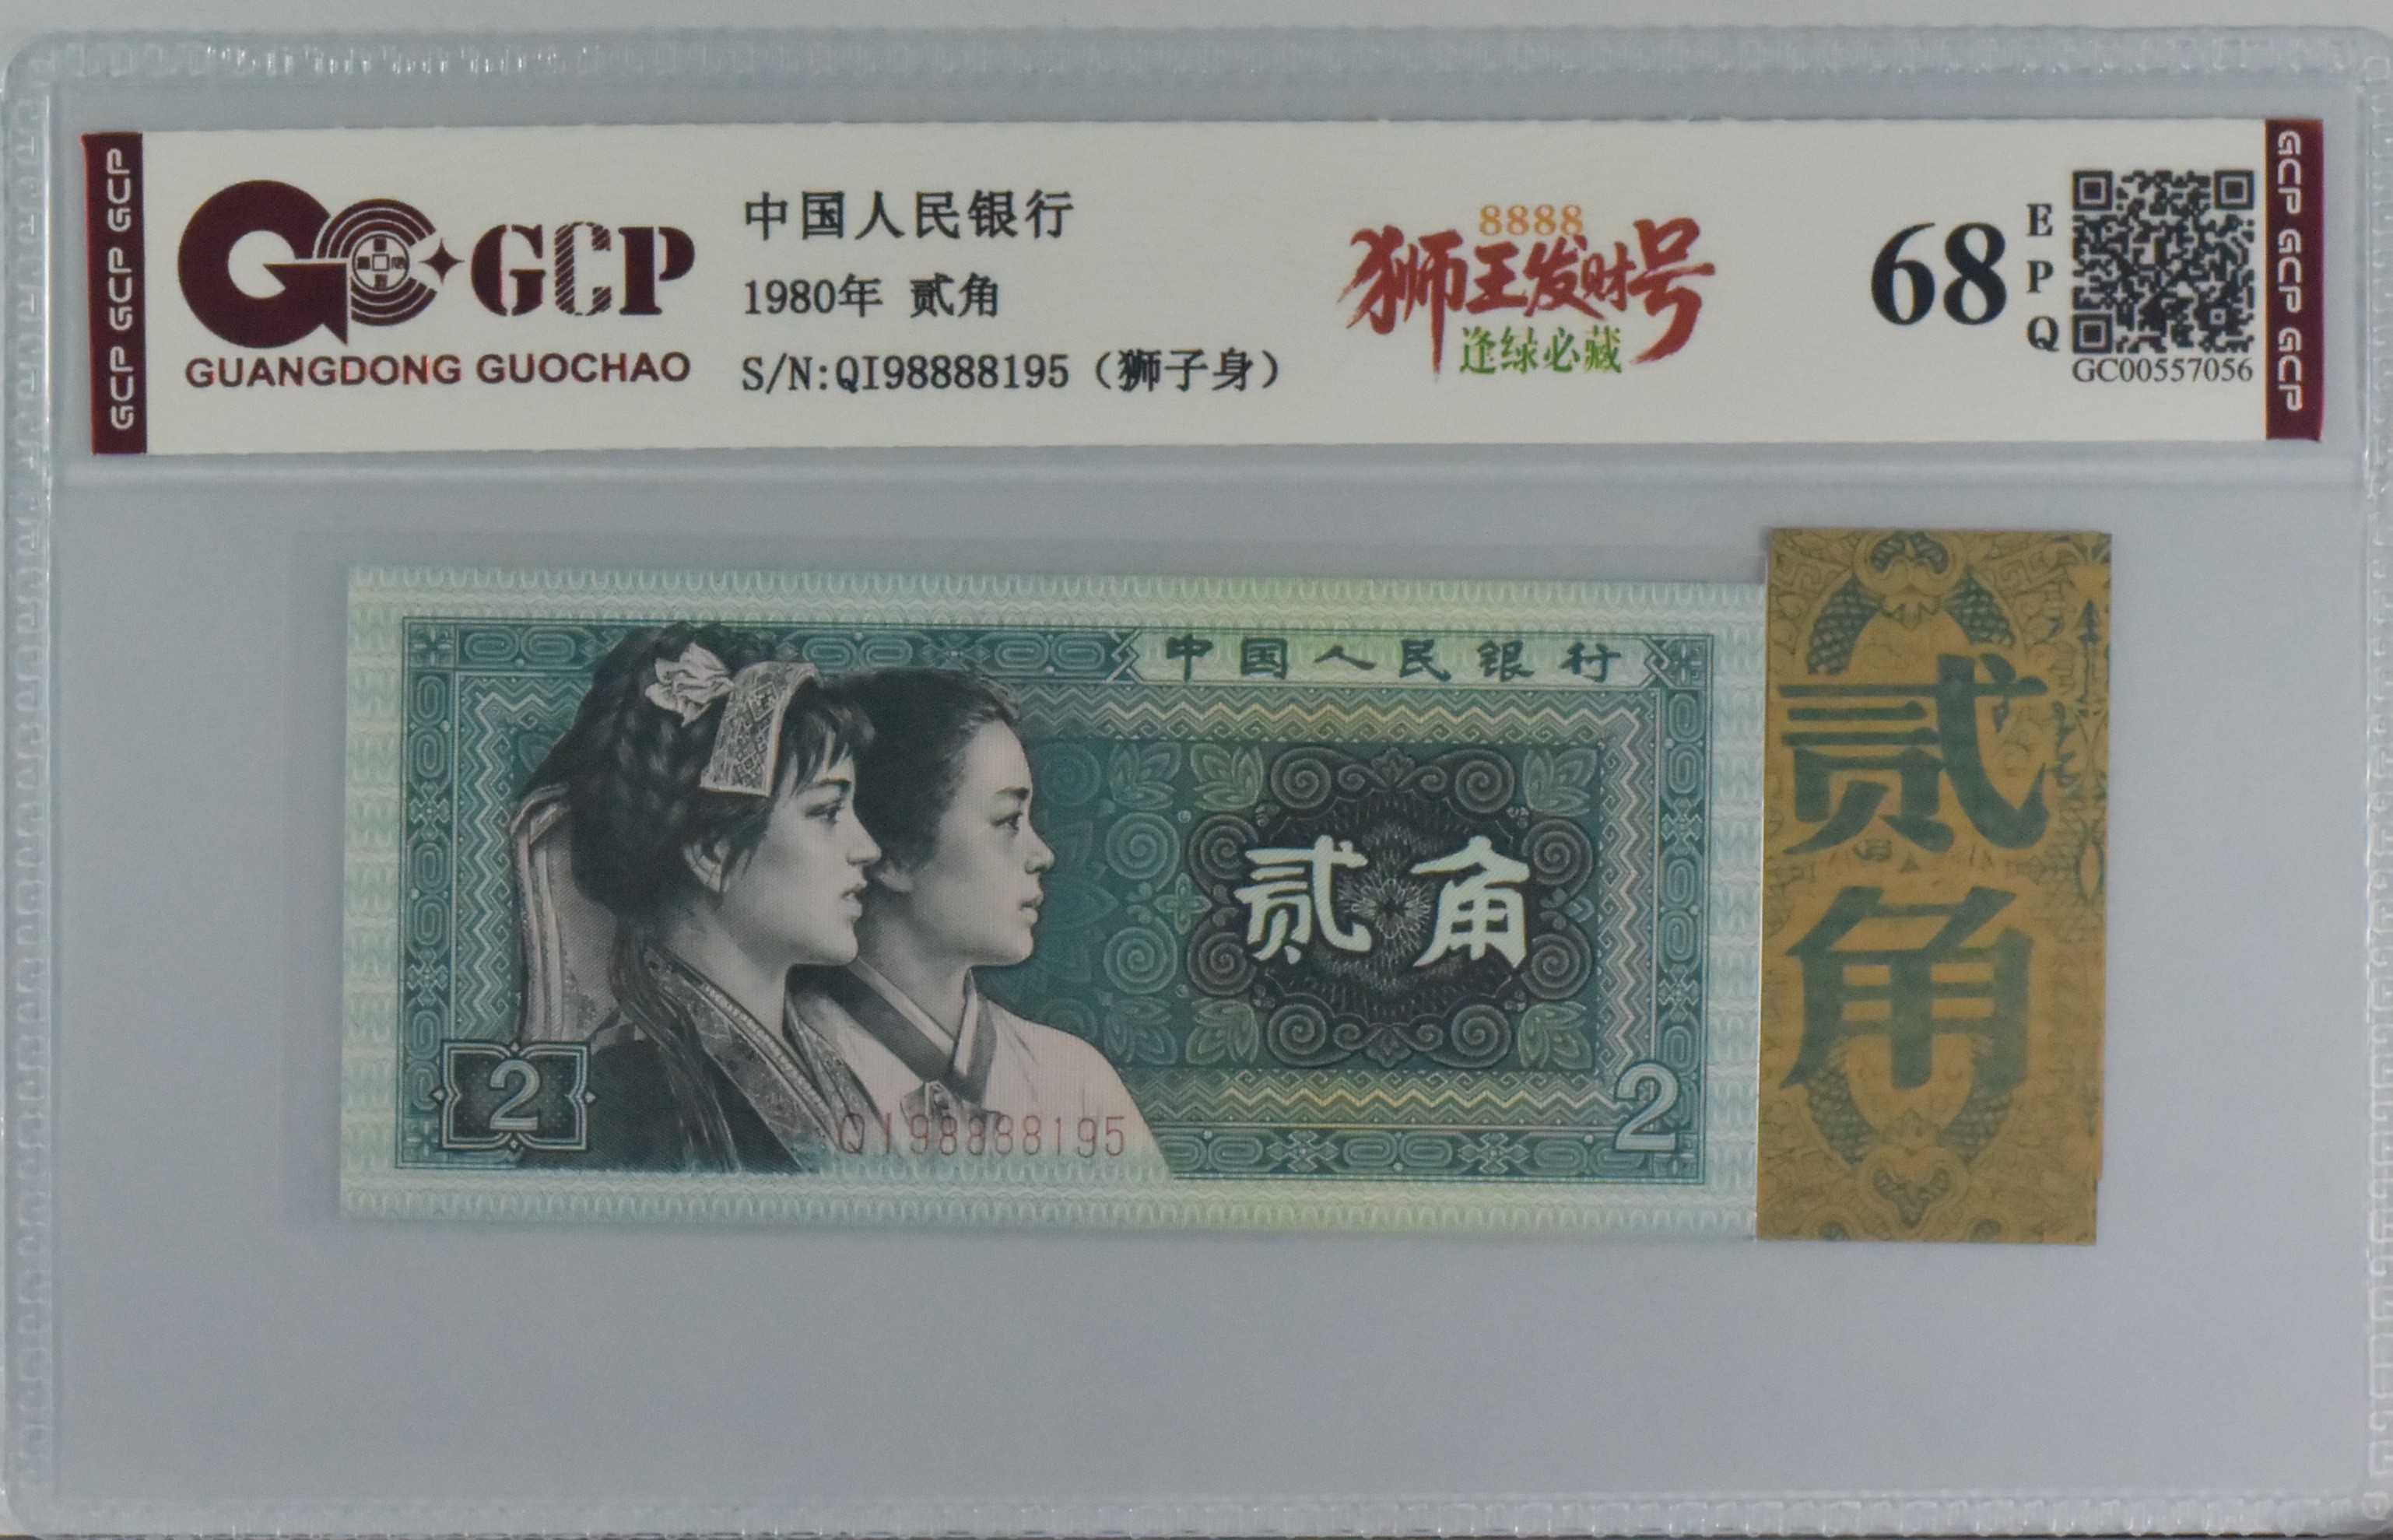 GCP GCP GCP
GCP
GUANGDONG GUOCHAO
中国人民银行
1980年 贰角
S/N:QI98888195（狮子身）
8888
狮王发财号
逢绿必藏
68
E
P
Q
GC00557056
GCP GCP GCP
中国人民银行
贰角
2
QI98888195
2
贰角